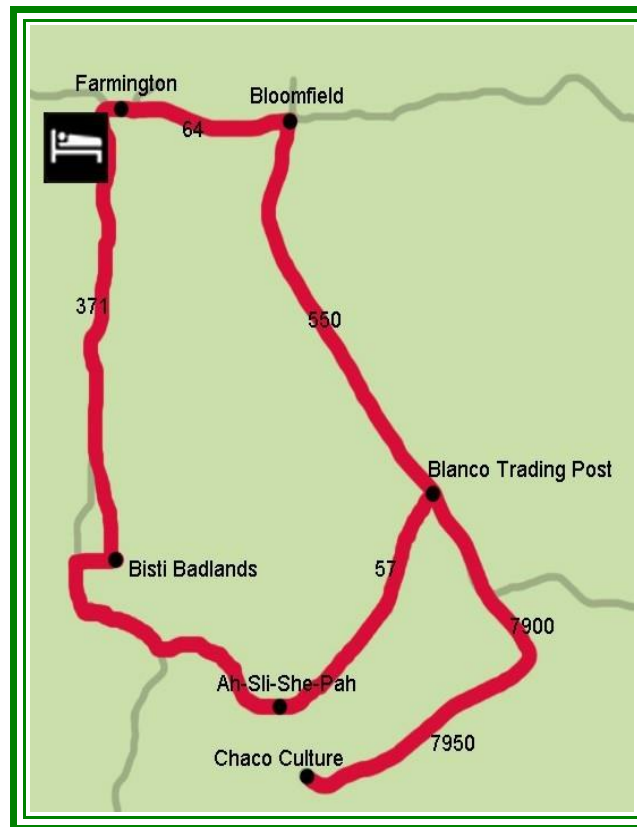 Farmington
Bloomfield
64
371
550
Blanco Trading Post
Bisti Badlands
57
7900
Ah-Sli-She-Pah
7950
Chaco Culture